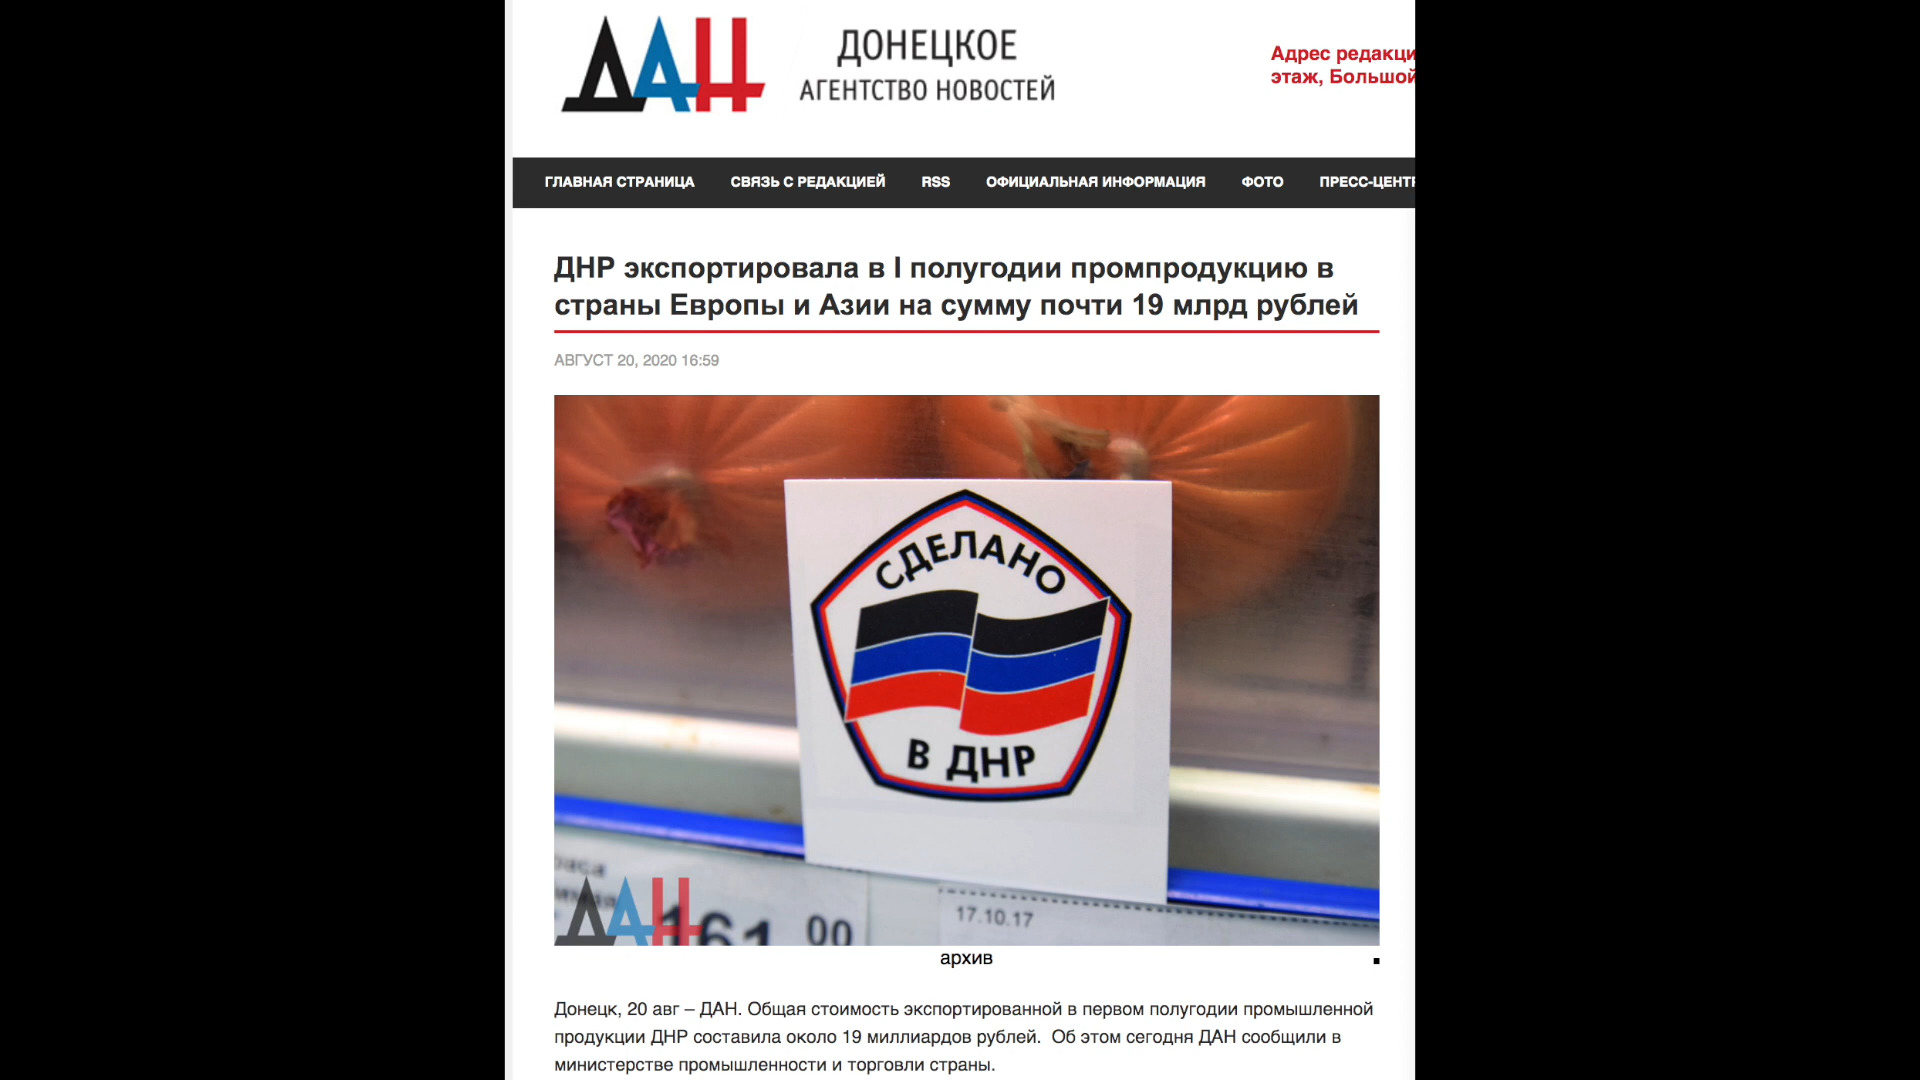 ДАН
ДОНЕЦКОЕ
АГЕНТСТВО НОВОСТЕЙ
Адрес редакци
этаж, Большой
ГЛАВНАЯ СТРАНИЦА СВЯЗЬ С РЕДАКЦИЕЙ RSS ОФИЦИАЛЬНАЯ ИНФОРМАЦИЯ ФОТО ПРЕСС-ЦЕНТР
ДНР экспортировала в I полугодии промпродукцию в
страны Европы и Азии на сумму почти 19 млрд рублей
АВГУСТ 20, 2020 16:59
СДЕЛАНО
В ДНР
ДАН
161 00
17.10.17
архив
Донецк, 20 авг – ДАН. Общая стоимость экспортированной в первом полугодии промышленной
продукции ДНР составила около 19 миллиардов рублей. Об этом сегодня ДАН сообщили в
министерстве промышленности и торговли страны.